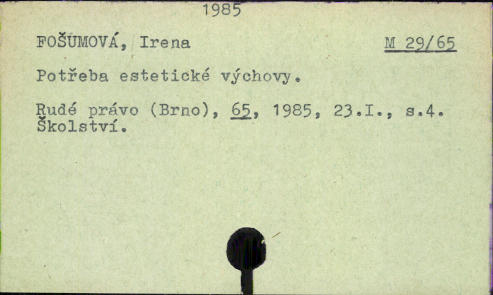 1985
FOŠUMOVÁ, Irena M 29/65
Potřeba estetické výchovy.
Rudé právo (Brno), 65, 1985, 23.I., s.4.
Školství.